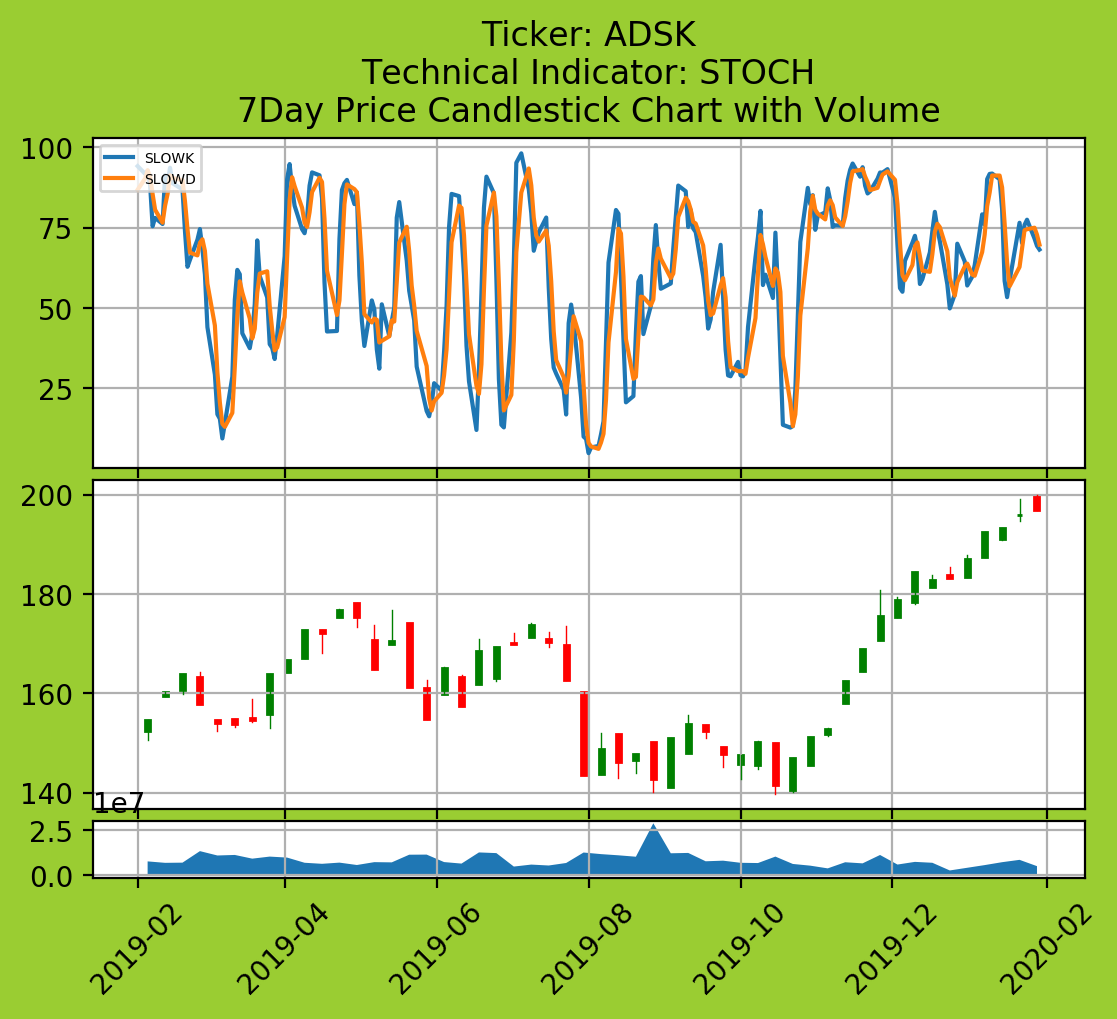 Ticker: ADSK
Technical Indicator: STOCH
7Day Price Candlestick Chart with Volume
100
75
50
25
SLOWK
SLOWD
200
180
160
140
1e7
2.5
0.0
2019-02
2019-04
2019-06
2019-08
2019-10
2019-12
2020-02